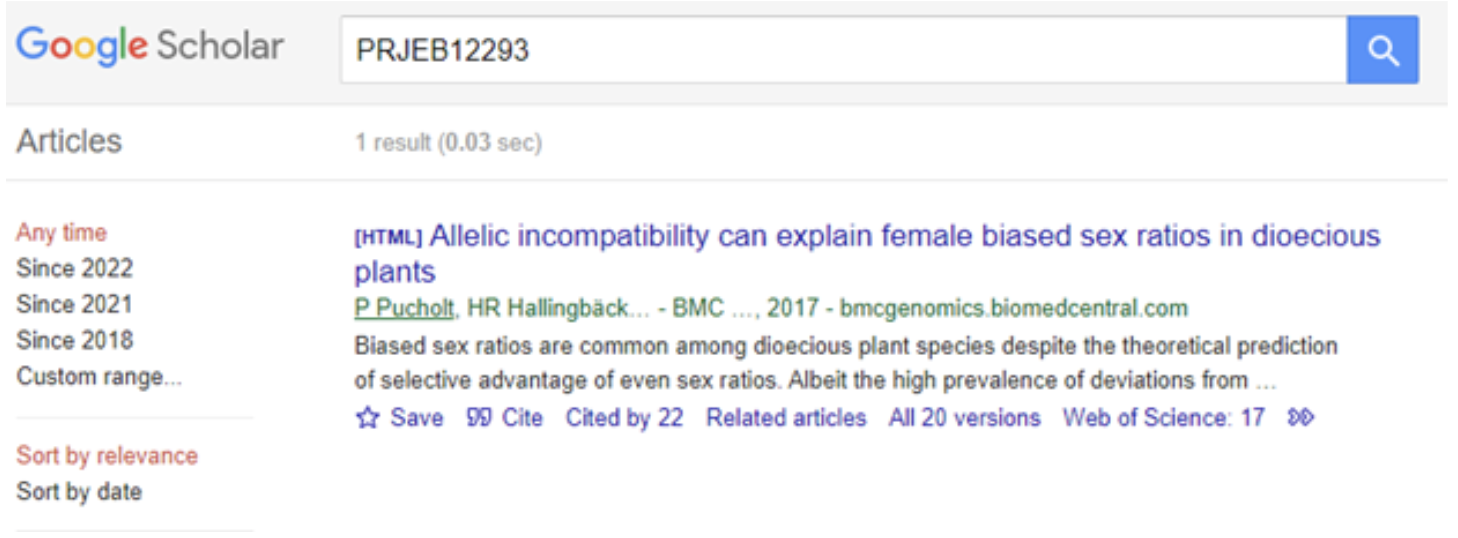 Google Scholar
PRJEB12293
Articles
1 result (0.03 sec)
Any time
Since 2022
Since 2021
Since 2018
Custom range...
Sort by relevance
Sort by date
[HTML] Allelic incompatibility can explain female biased sex ratios in dioecious
plants
P Pucholt, HR Hallingbäck... - BMC ..., 2017 - bmcgenomics.biomedcentral.com
Biased sex ratios are common among dioecious plant species despite the theoretical prediction
of selective advantage of even sex ratios. Albeit the high prevalence of deviations from ...
Save Cite Cited by 22 Related articles All 20 versions Web of Science: 17